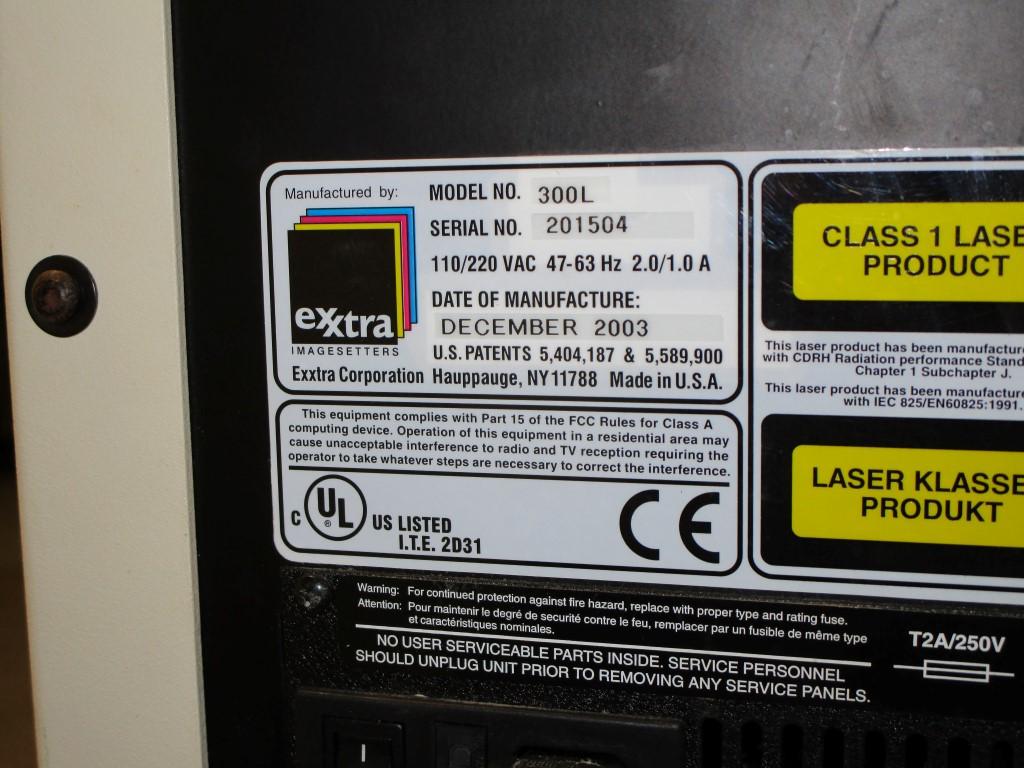 Manufactured by:
exxtra
IMAGESETTERS
MODEL NO. 300L
SERIAL NO. 201504
110/220 VAC 47-63 Hz 2.0/1.0 A
DATE OF MANUFACTURE:
DECEMBER 2003
U.S. PATENTS 5,404,187 & 5,589,900
Exxtra Corporation Hauppauge, NY 11788 Made in U.S.A.
This equipment complies with Part 15 of the FCC Rules for Class A
computing device. Operation of this equipment in a residential area may
cause unacceptable interference to radio and TV reception requiring the
operator to take whatever steps are necessary to correct the interference.
C UL ® US LISTED
I.T.E. 2D31
CE
CLASS 1 LASE
PRODUCT
This laser product has been manufacture
with CDRH Radiation performance Stand
Chapter 1 Subchapter J.
This laser product has been manufacture
with IEC 825/EN60825:1991.
LASER KLASSE
PRODUKT
Warning: For continued protection against fire hazard, replace with proper type and rating fuse.
Attention: Pour maintenir le degré de securité contre le feu, remplacer par un fusible de même type
et caractéristiques nominales.
NO USER SERVICEABLE PARTS INSIDE. SERVICE PERSONNEL
SHOULD UNPLUG UNIT PRIOR TO REMOVING ANY SERVICE PANELS.
T2A/250V
I